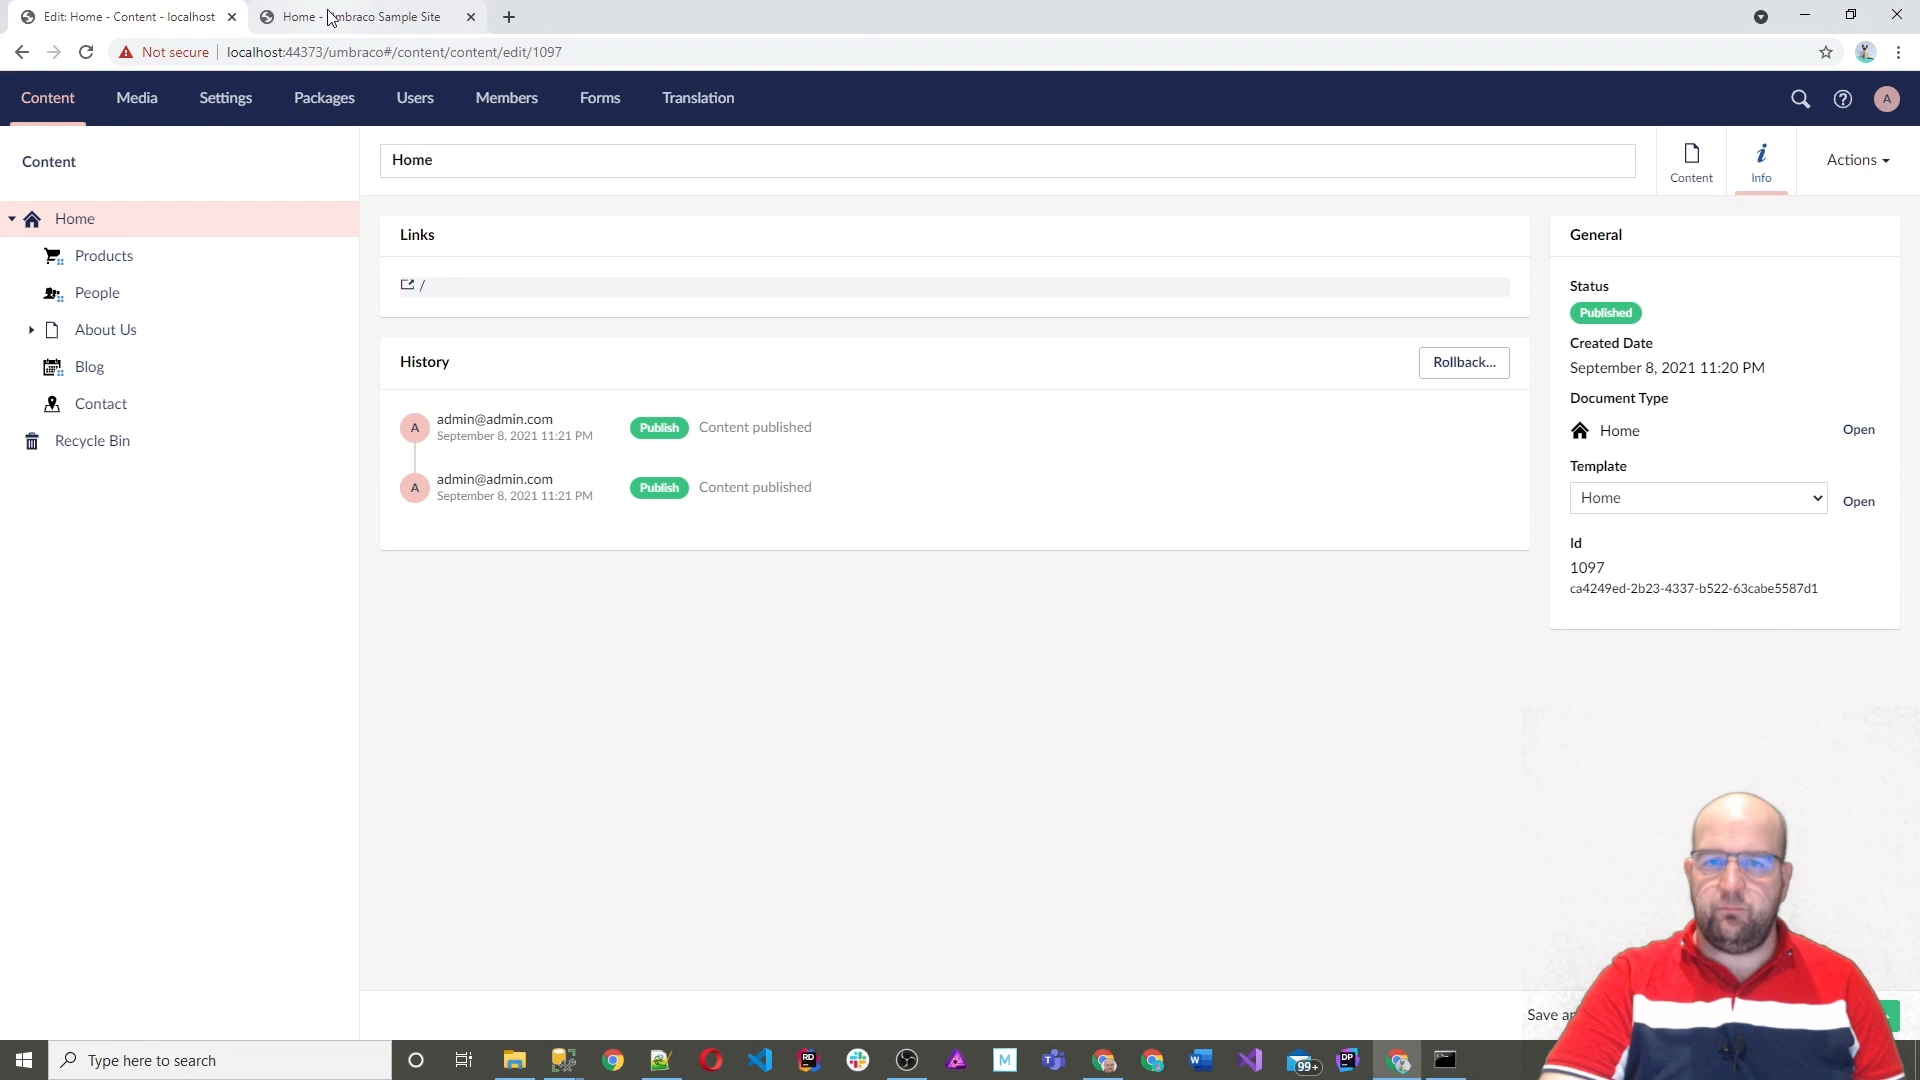 Edit: Home - Content - localhost
Home - Umbraco Sample Site
Not secure
localhost:44373/umbraco#/content/content/edit/1097
Content Media Settings Packages Users Members Forms Translation
A
Content
Home
Products
People
About Us
Blog
Contact
Recycle Bin
Home
Content
Info
Actions
Links
/
History
Rollback...
A
admin@admin.com
September 8, 2021 11:21 PM
Publish
Content published
A
admin@admin.com
September 8, 2021 11:21 PM
Publish
Content published
General
Status
Published
Created Date
September 8, 2021 11:20 PM
Document Type
Home
Open
Template
Home
Open
Id
1097
ca4249ed-2b23-4337-b522-63cabe5587d1
Save
Type here to search
RD
M
99+
DP